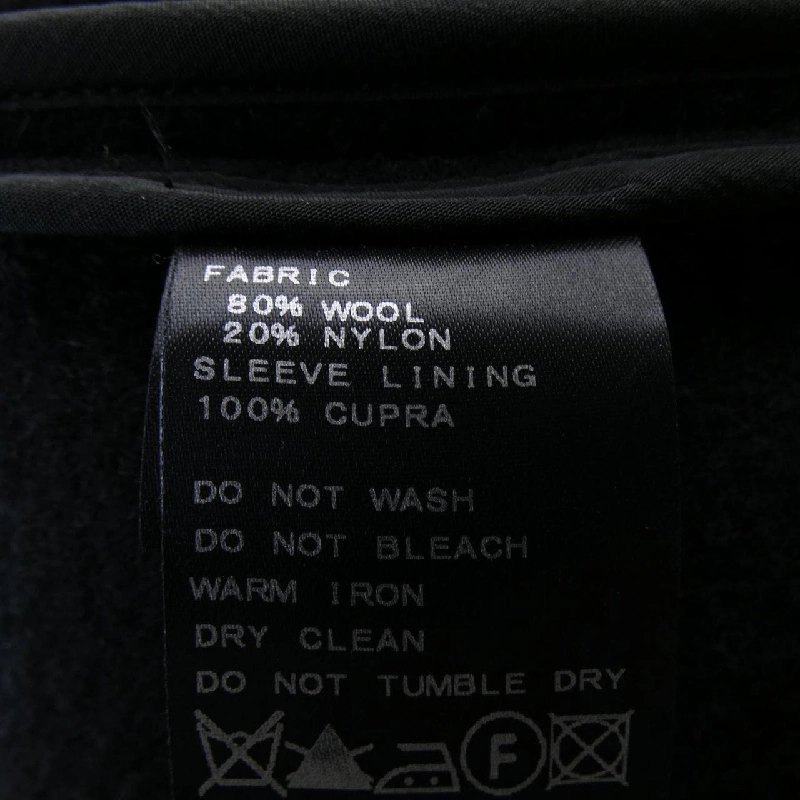 FABRIC
80% WOOL
20% NYLON
SLEEVE LINING
100% CUPRA
DO NOT WASH
DO NOT BLEACH
WARM IRON
DRY CLEAN
DO NOT TUMBLE DRY
F